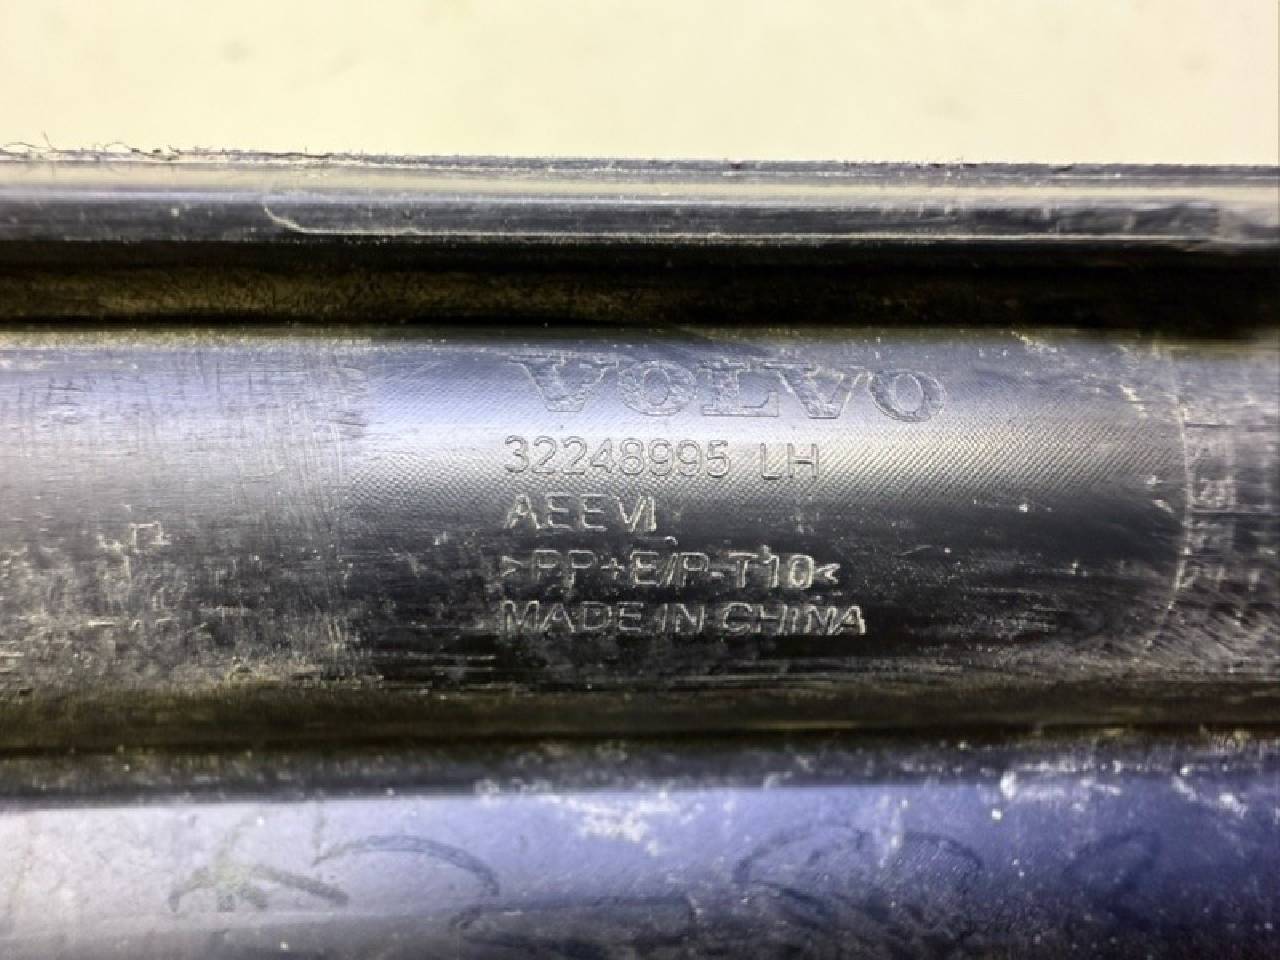 VOLVO
32248995 LH
AEEVI
>PP+E/P-T10<
MADE IN CHINA